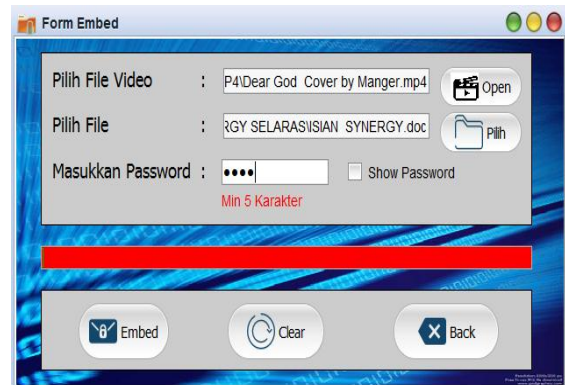 Form Embed
Pilih File Video : P4\Dear God Cover by Manger.mp4 Open
Pilih File : RGY SELARAS\ISIAN SYNERGY.doc Pilih
Masukkan Password : •••• Show Password
Min 5 Karakter
Embed Clear Back